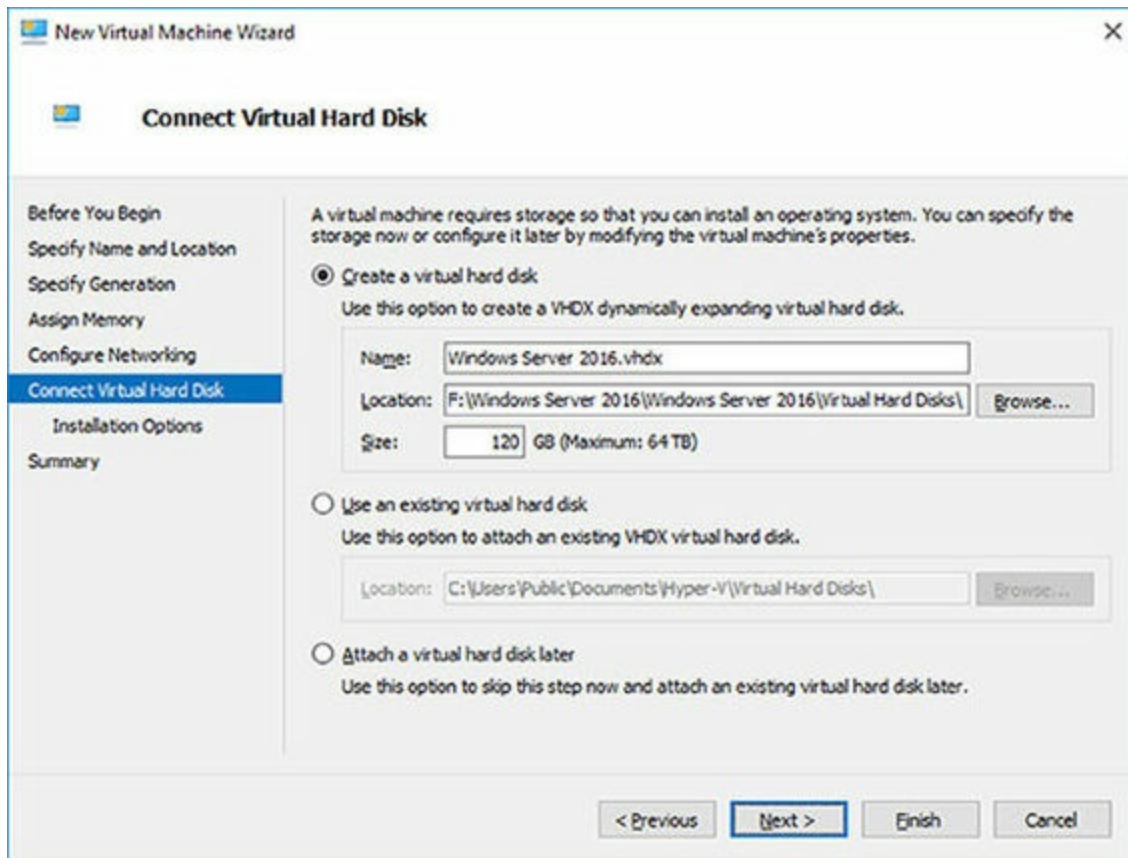 New Virtual Machine Wizard
Connect Virtual Hard Disk
Before You Begin
Specify Name and Location
Specify Generation
Assign Memory
Configure Networking
Connect Virtual Hard Disk
Installation Options
Summary
A virtual machine requires storage so that you can install an operating system. You can specify the
storage now or configure it later by modifying the virtual machine's properties.
Create a virtual hard disk
Use this option to create a VHDX dynamically expanding virtual hard disk.
Name: Windows Server 2016.vhdx
Location: F:\Windows Server 2016\Windows Server 2016\Virtual Hard Disks\ Browse...
Size: 120 GB (Maximum: 64 TB)
Use an existing virtual hard disk
Use this option to attach an existing VHDX virtual hard disk.
Location: C:\Users\Public\Documents\Hyper-V\Virtual Hard Disks\ Browse...
Attach a virtual hard disk later
Use this option to skip this step now and attach an existing virtual hard disk later.
< Previous Next > Finish Cancel